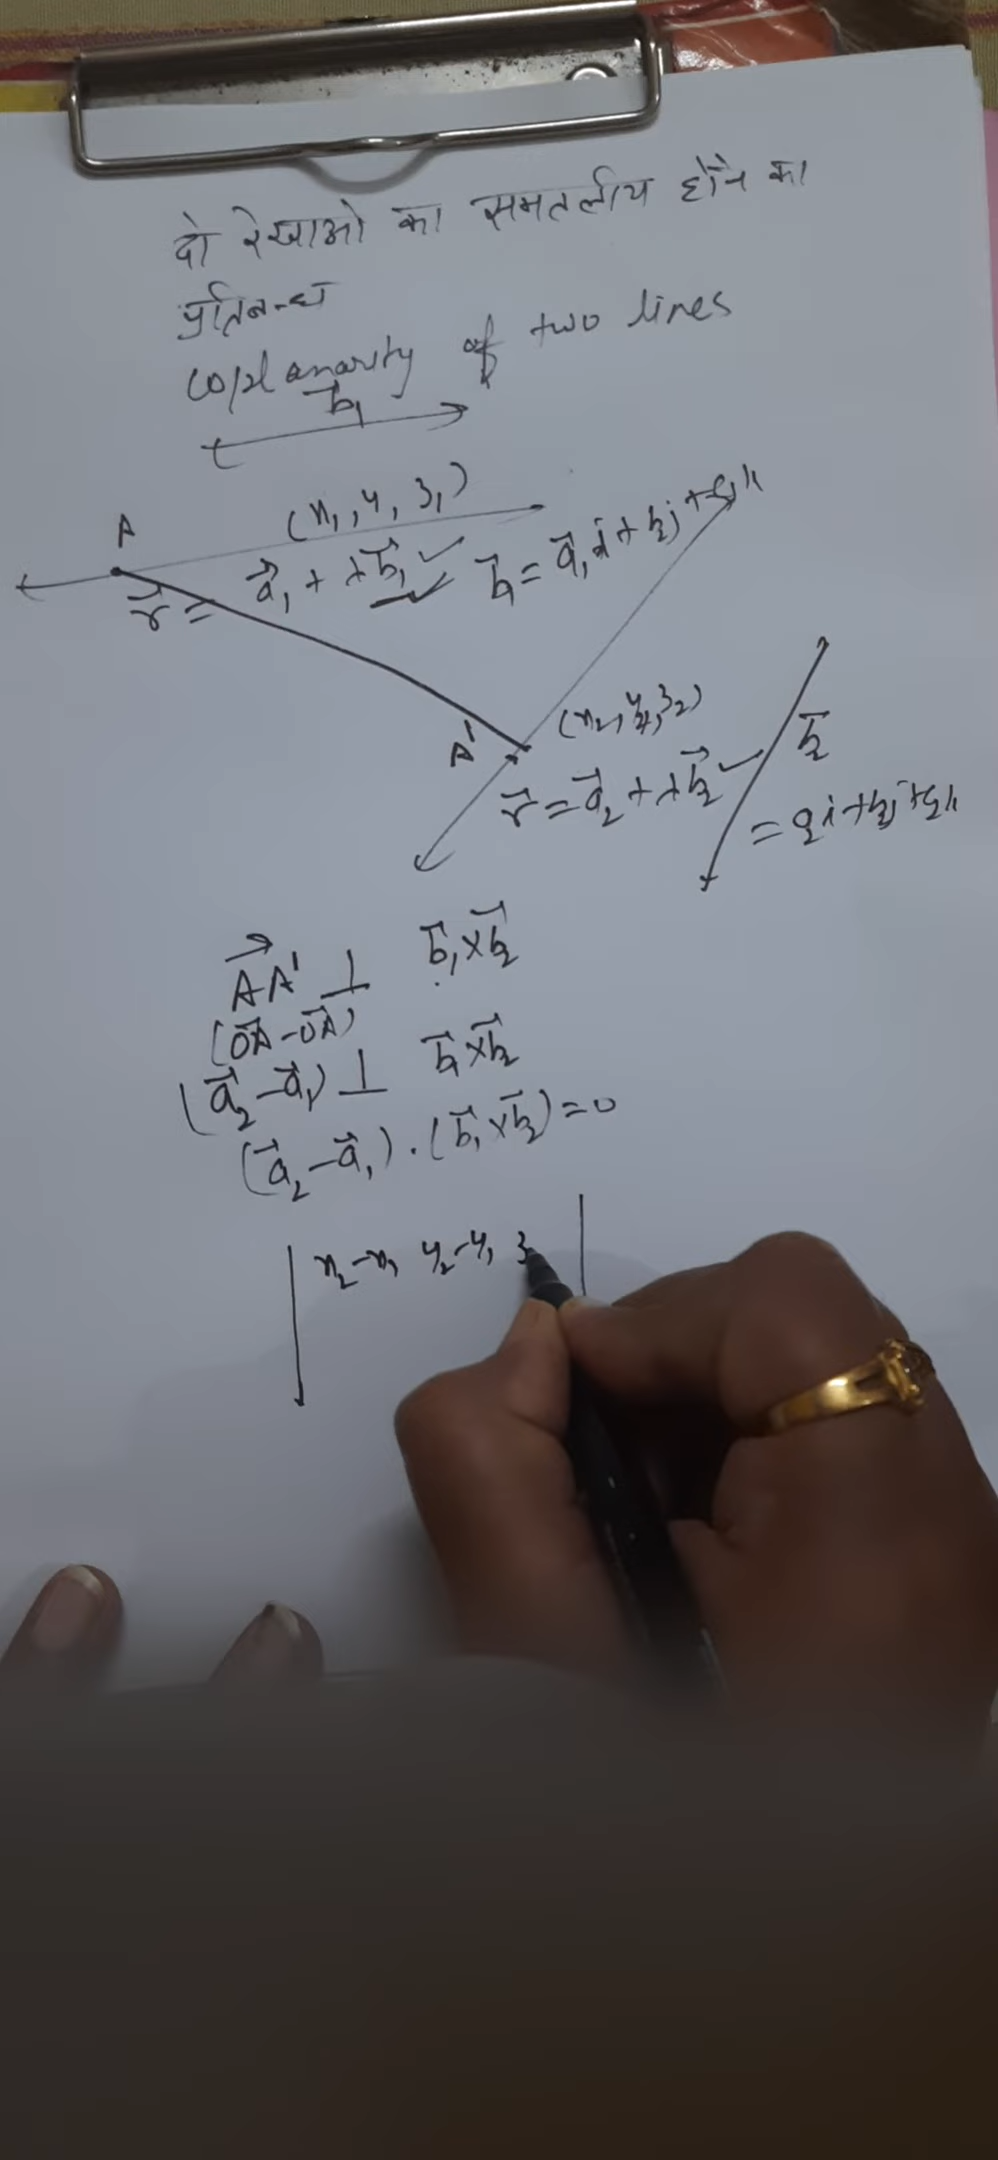 दो रेखाओ का समतलीय होने का
प्रतिबन्ध
Coplanarity of two lines
b⃗₁
A (x₁, y₁, z₁)
r⃗ = a⃗₁ + λb⃗₁ ✓ b⃗₁ = a⃗₁i + b₁j + c₁k
A' (x₂, y₂, z₂)
r⃗ = a⃗₂ + λb⃗₂ ✓
b⃗₂
= a₂i + b₂j + c₂k
AA'⃗ ⊥ b⃗₁×b⃗₂
(OA⃗ - OA⃗)
(a⃗₂ - a⃗₁) ⊥ b⃗₁×b⃗₂
(a⃗₂ - a⃗₁) . (b⃗₁×b⃗₂) = 0
| x₂-x₁ y₂-y₁ z |